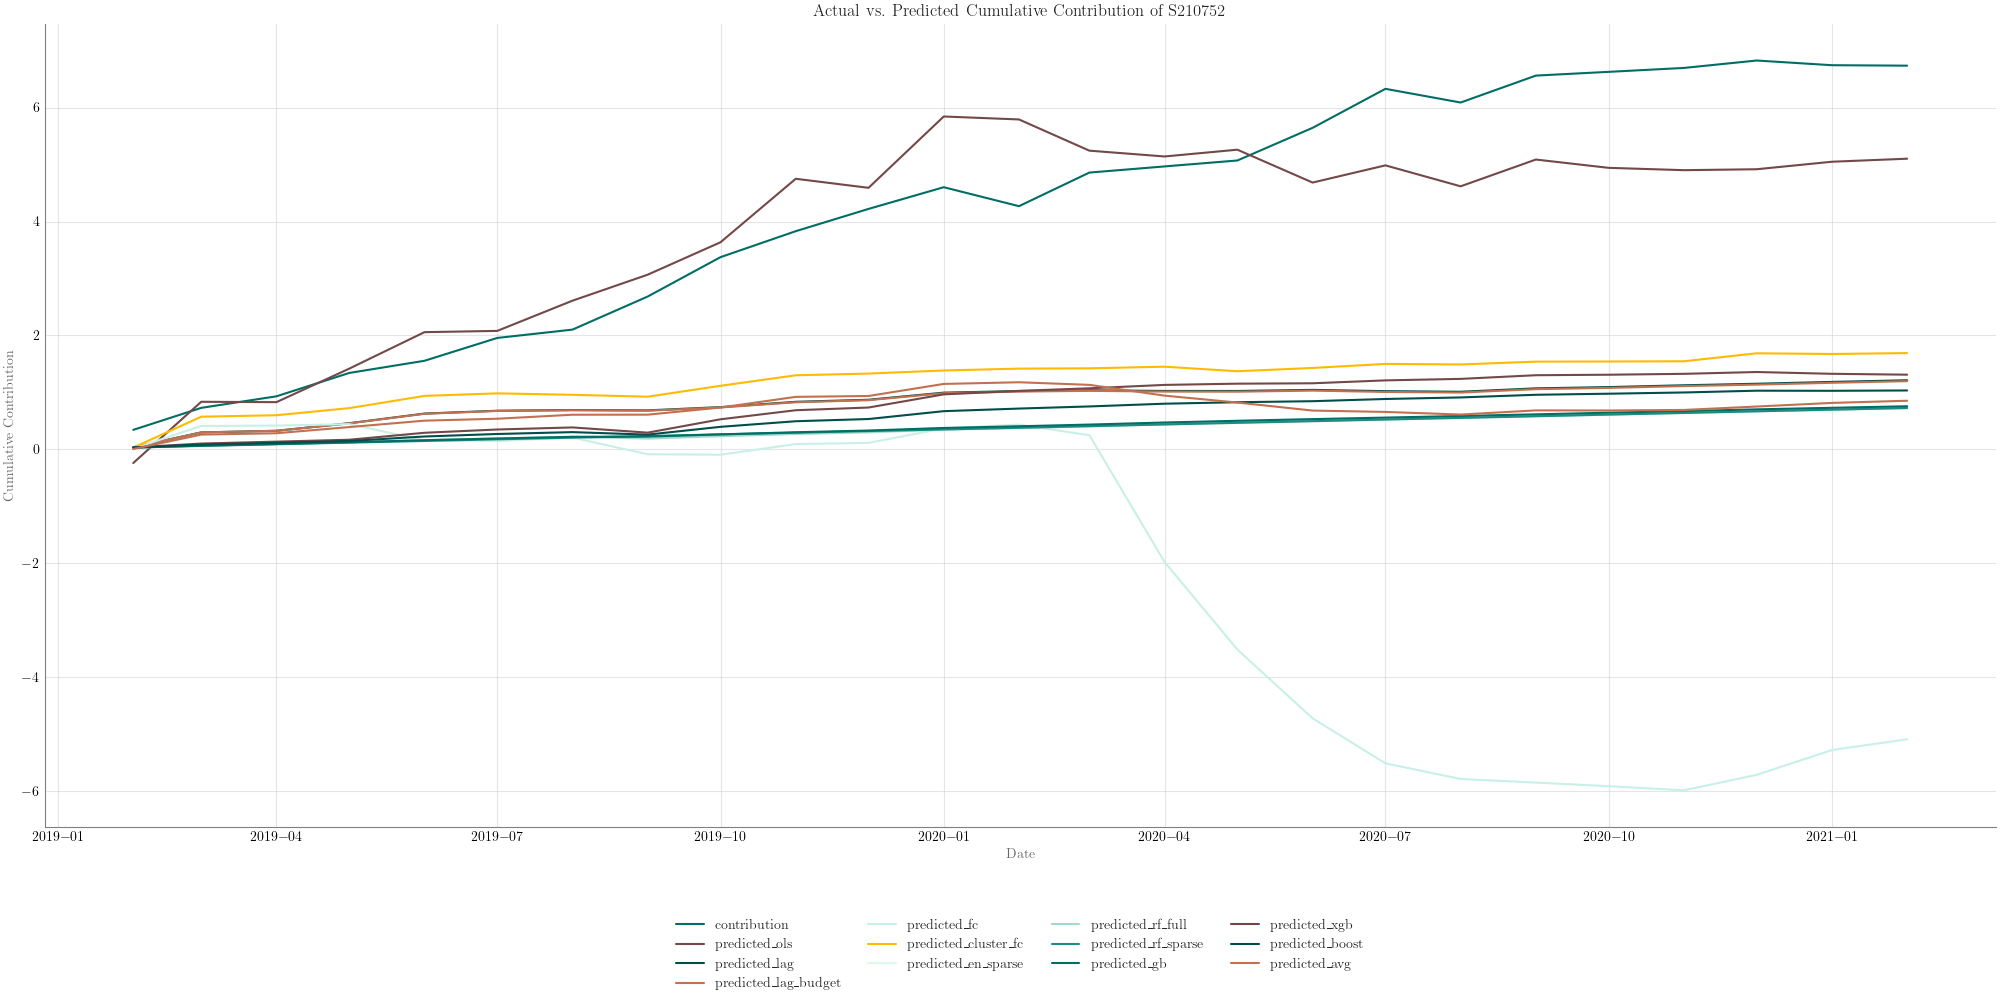 Actual vs. Predicted Cumulative Contribution of S210752
Cumulative Contribution
6
4
2
0
−2
−4
−6
2019−01 2019−04 2019−07 2019−10 2020−01 2020−04 2020−07 2020−10 2021−01
Date
contribution predicted_fc predicted_rf_full predicted_xgb
predicted_ols predicted_cluster_fc predicted_rf_sparse predicted_boost
predicted_lag predicted_en_sparse predicted_gb predicted_avg
predicted_lag_budget